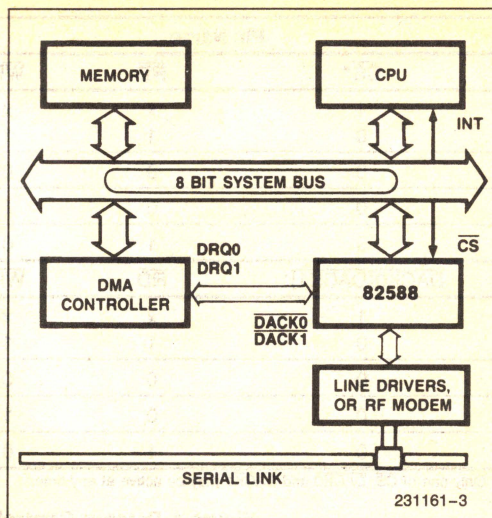 MEMORY
CPU
INT
8 BIT SYSTEM BUS
CS
DRQ0
DRQ1
DMA
CONTROLLER
82588
DACK0
DACK1
LINE DRIVERS,
OR RF MODEM
SERIAL LINK
231161-3